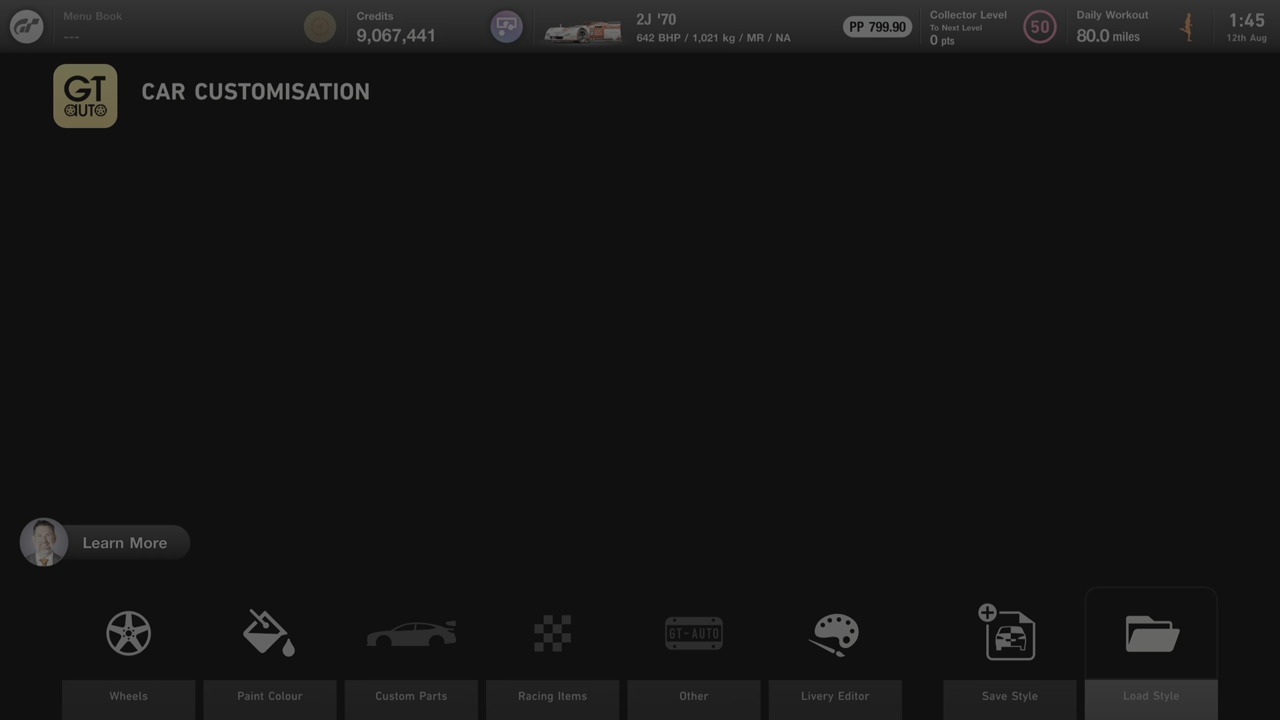 Menu Book
---
Credits
9,067,441
2J '70
642 BHP / 1,021 kg / MR / NA
PP 799.90
Collector Level
To Next Level
0 pts
50
Daily Workout
80.0 miles
1:45
12th Aug
GT
AUTO
CAR CUSTOMISATION
Learn More
GT-AUTO
Wheels
Paint Colour
Custom Parts
Racing Items
Other
Livery Editor
Save Style
Load Style